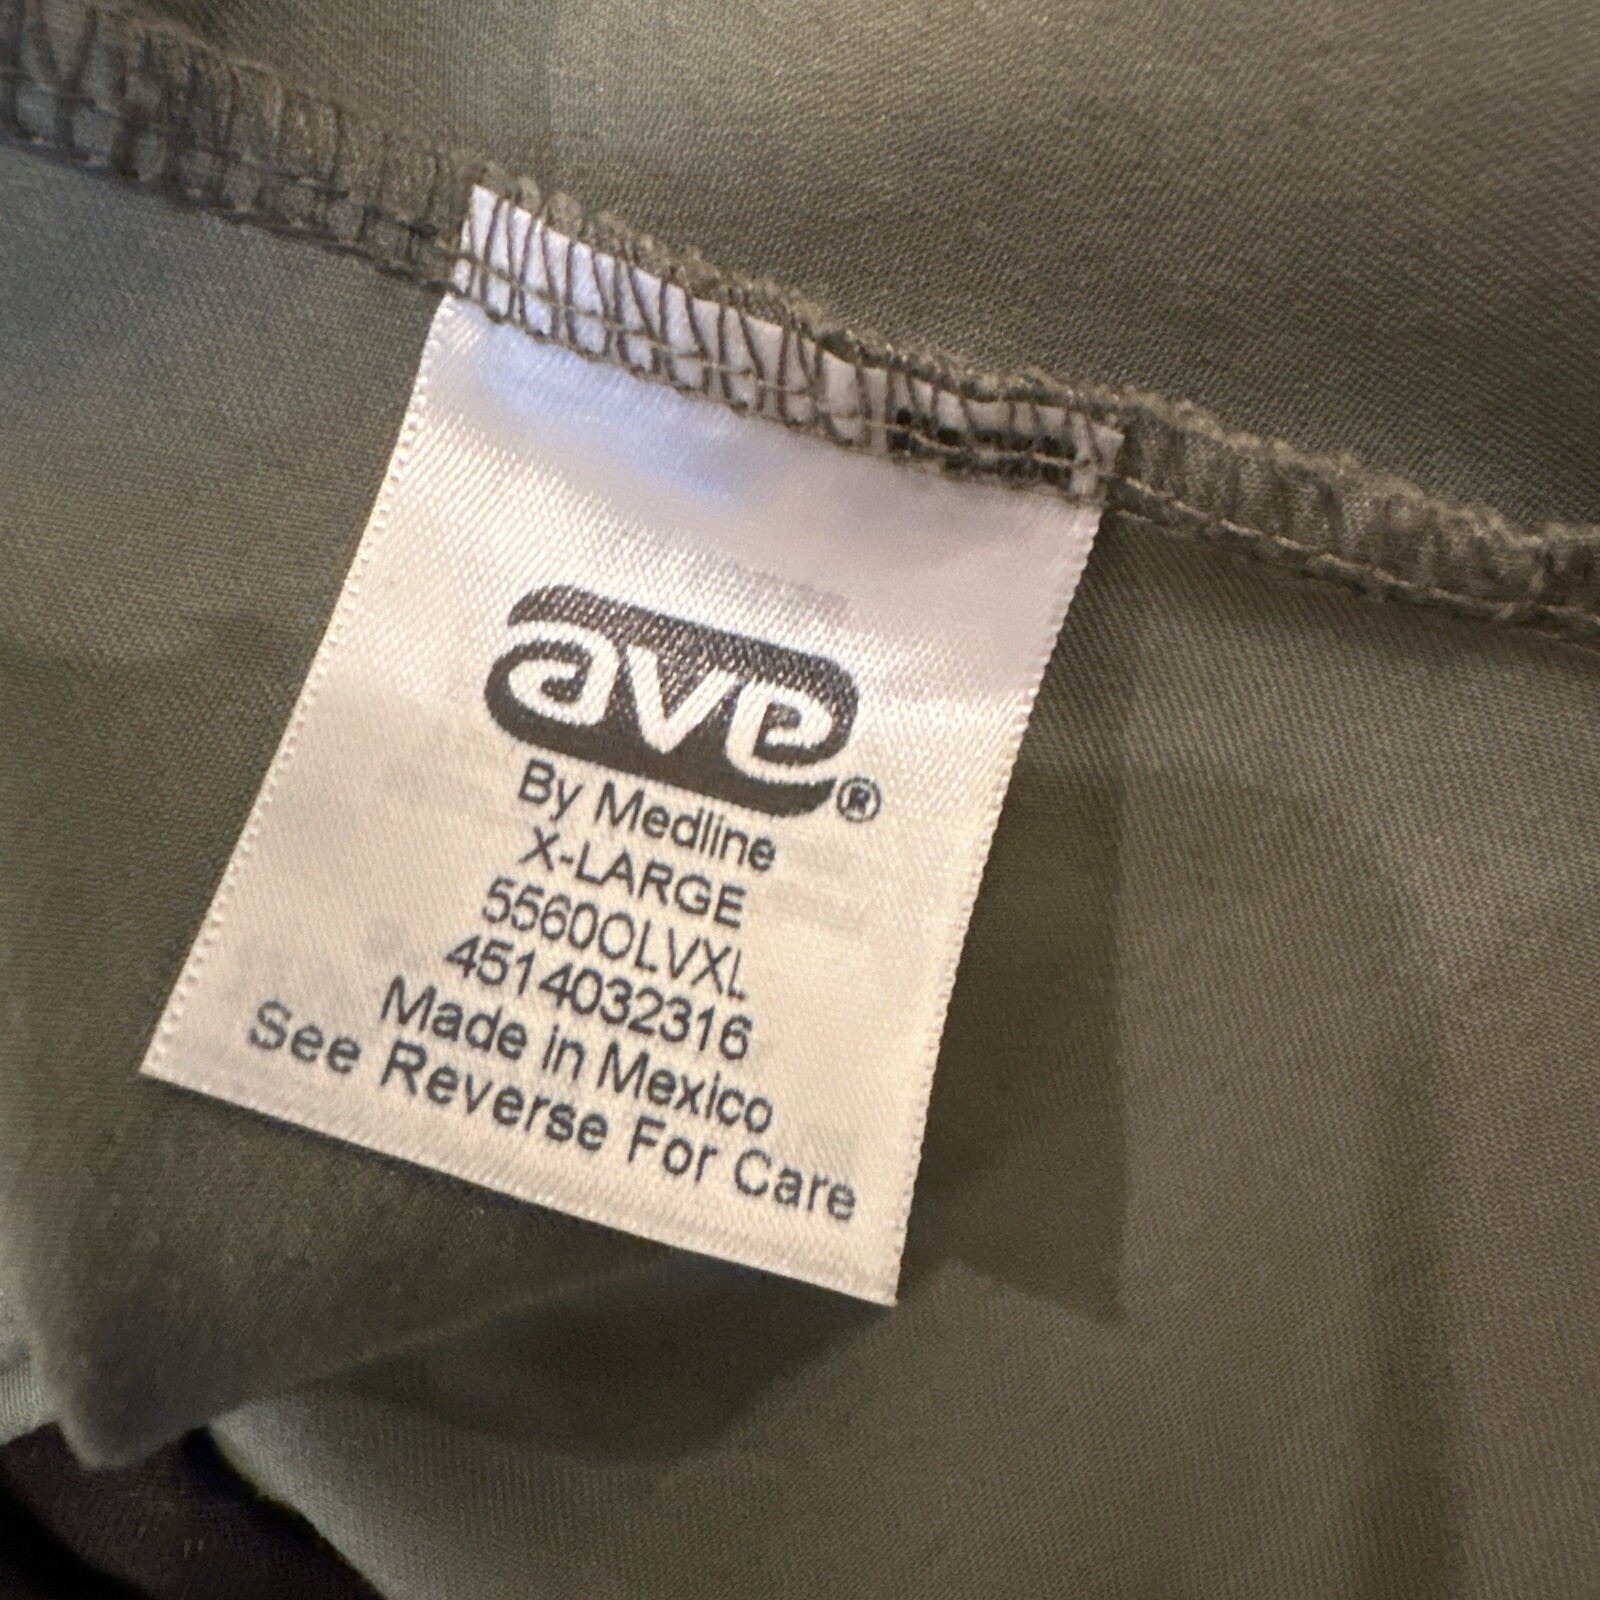 ave®
By Medline
X-LARGE
5560OLVXL
4514032316
Made in Mexico
See Reverse For Care